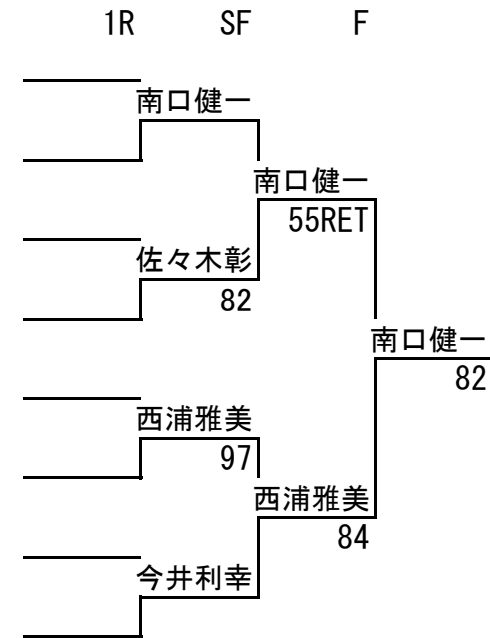 1R SF F
南口健一
南口健一
55RET
佐々木彰
82
南口健一
82
西浦雅美
97
西浦雅美
84
今井利幸